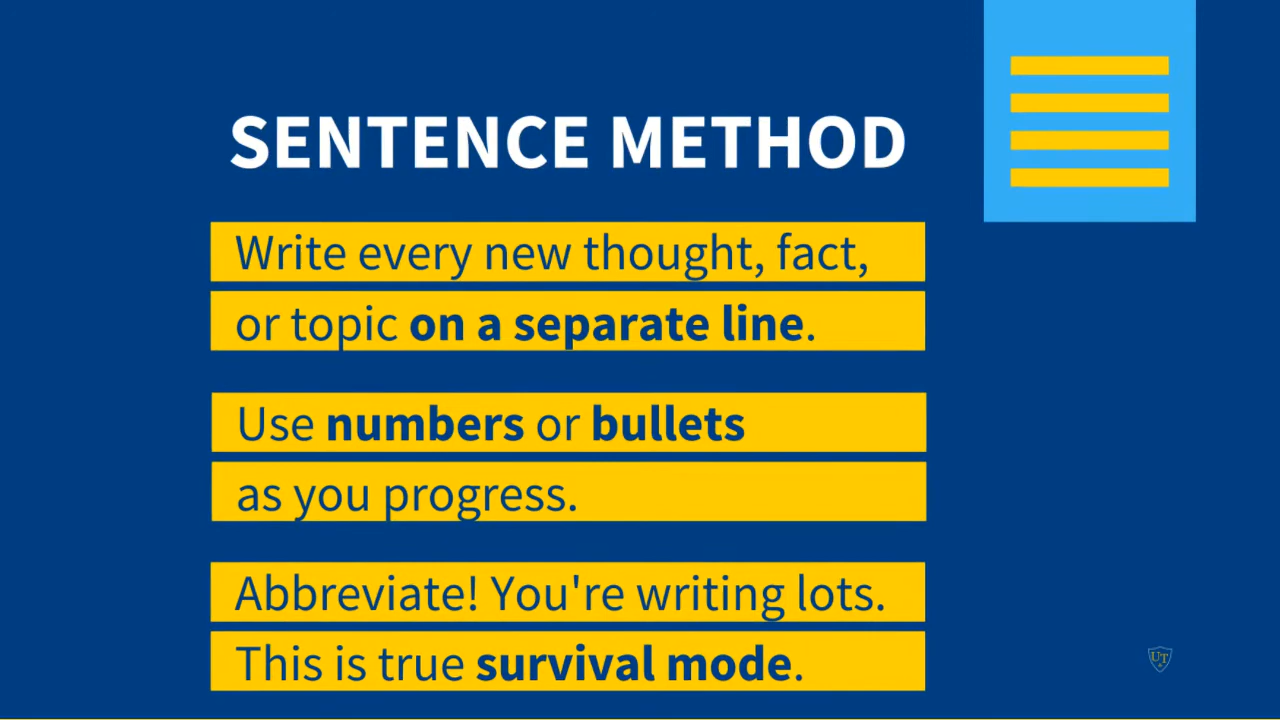 SENTENCE METHOD
Write every new thought, fact,
or topic on a separate line.
Use numbers or bullets
as you progress.
Abbreviate! You're writing lots.
This is true survival mode.
UT